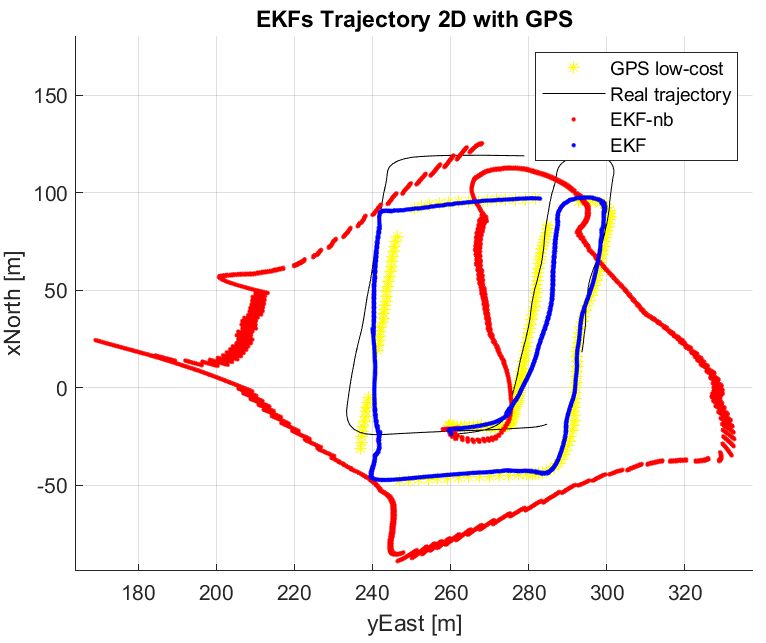 EKFs Trajectory 2D with GPS
GPS low-cost
Real trajectory
EKF-nb
EKF
150
100
50
0
-50
xNorth [m]
180 200 220 240 260 280 300 320
yEast [m]